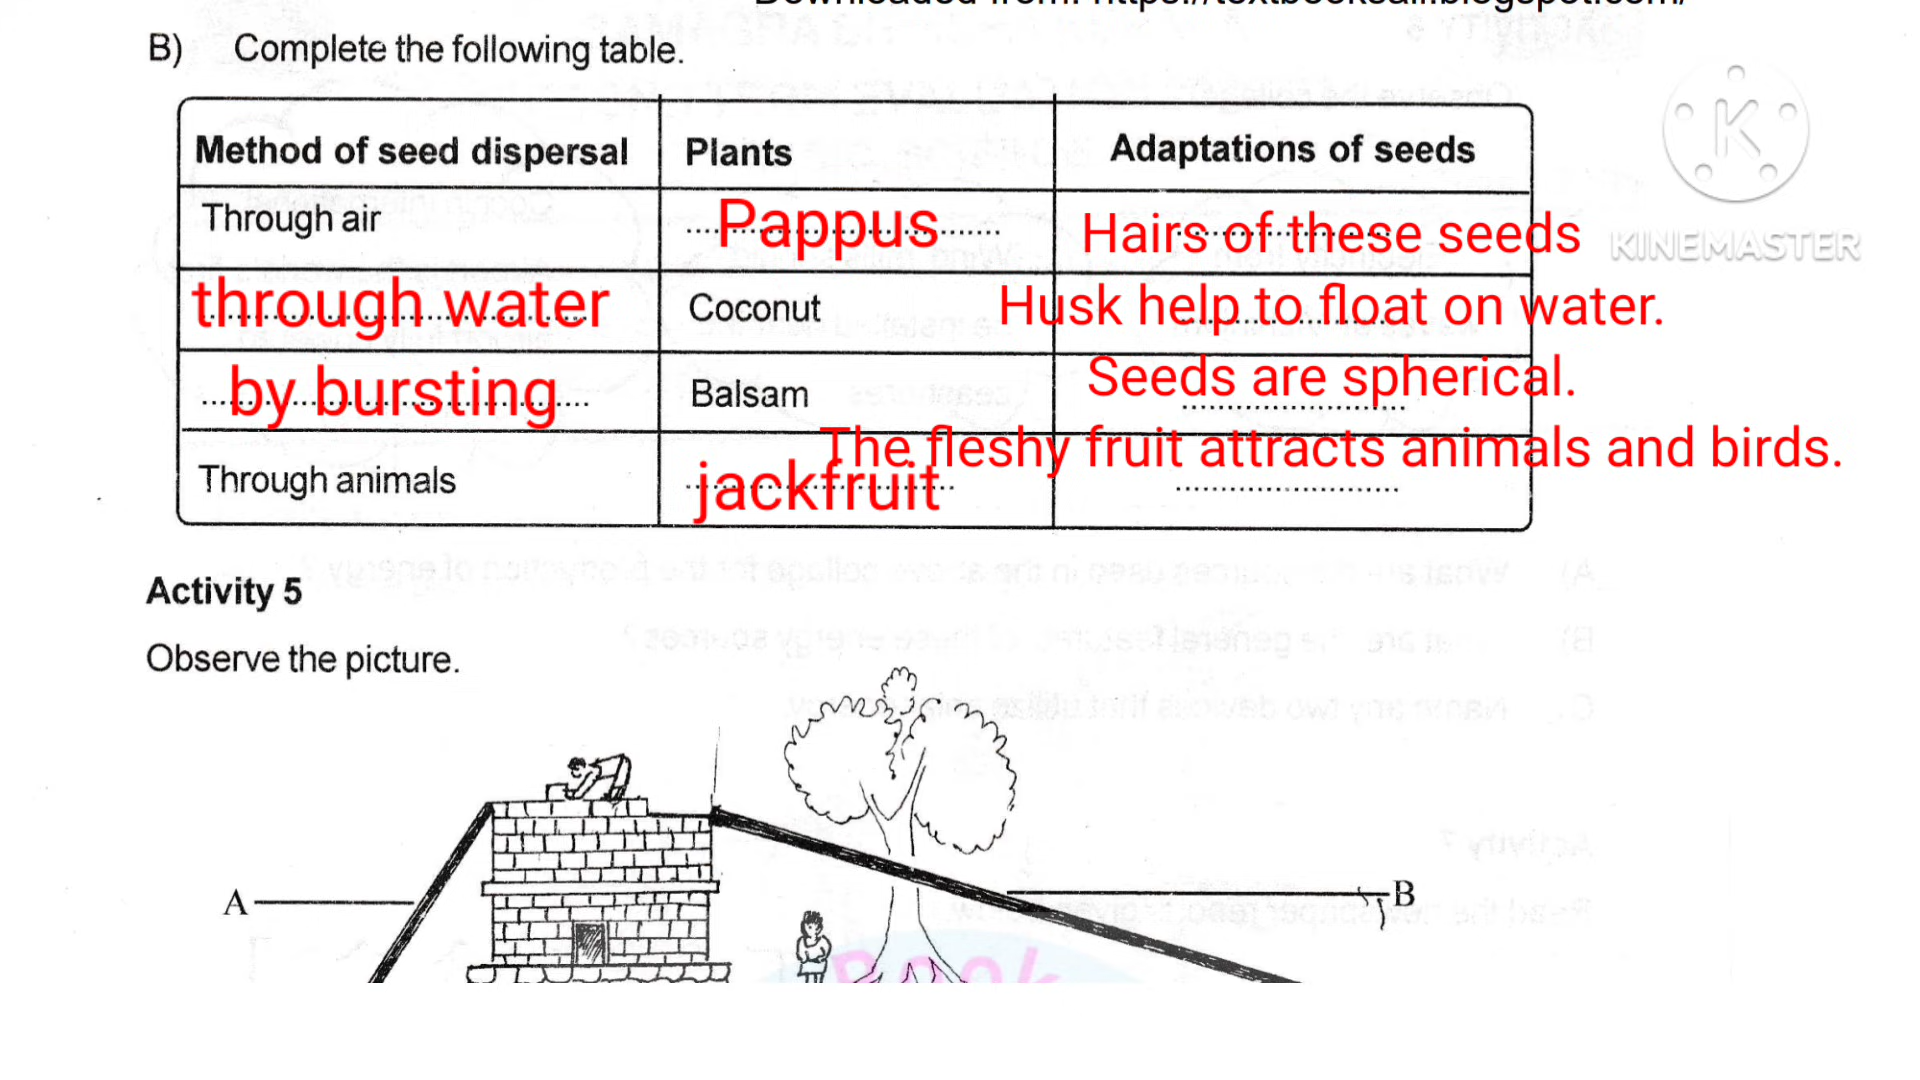 B) Complete the following table.
Method of seed dispersal Plants Adaptations of seeds
Through air Pappus Hairs of these seeds
KINEMASTER
through water Coconut Husk help to float on water.
by bursting Balsam Seeds are spherical.
Through animals jackfruit The fleshy fruit attracts animals and birds.
Activity 5
Observe the picture.
A
B